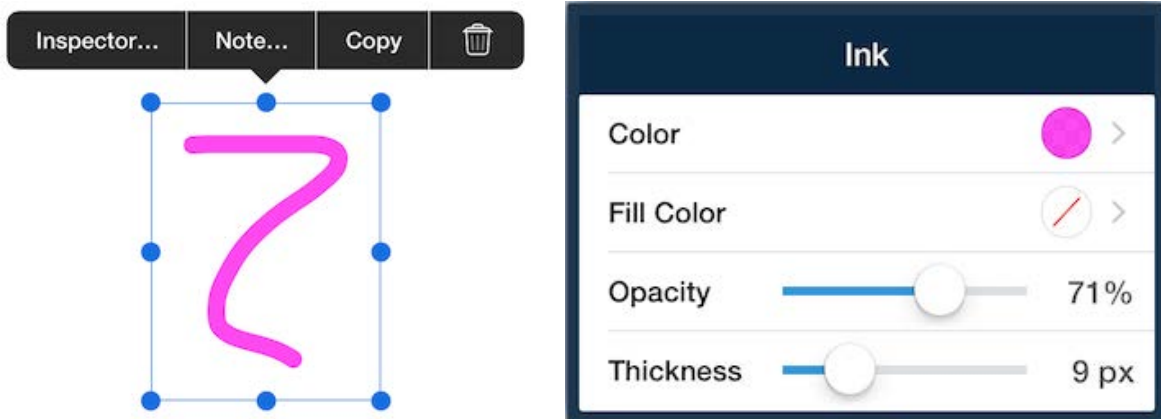 Inspector...
Note...
Copy
Ink
Color
Fill Color
Opacity 71%
Thickness 9 px